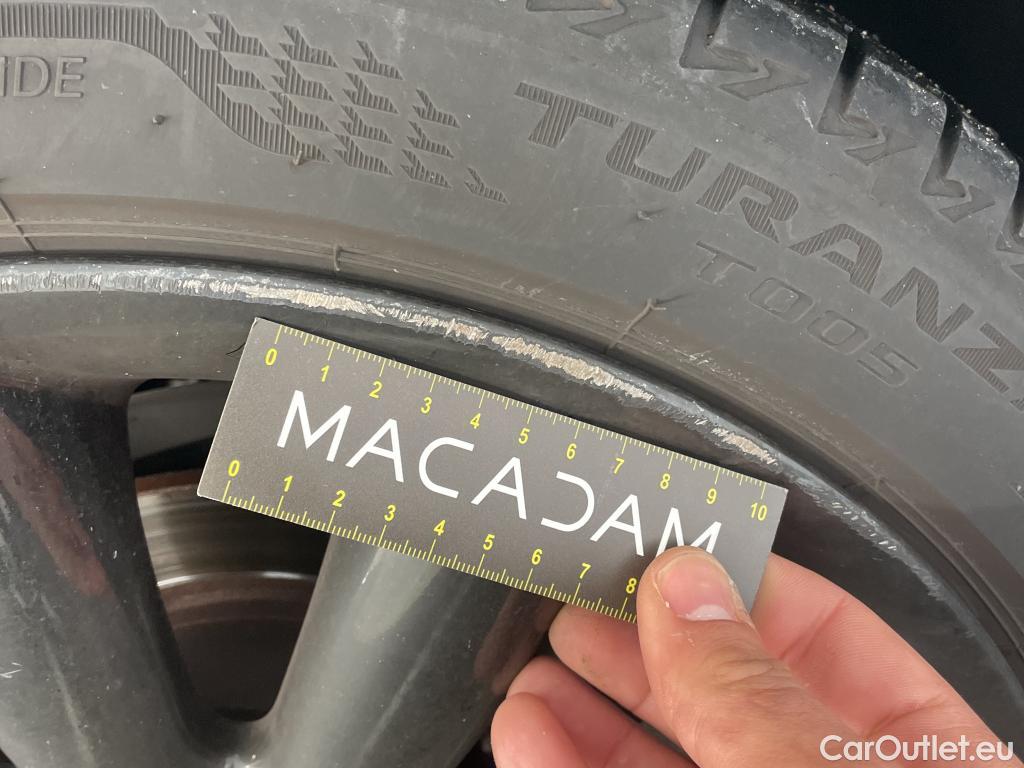 IDE
TURANZ
T005
0 1 2 3 4 5 6 7 8 9 10
MACADAM
0 1 2 3 4 5 6 7 8
CarOutlet.eu